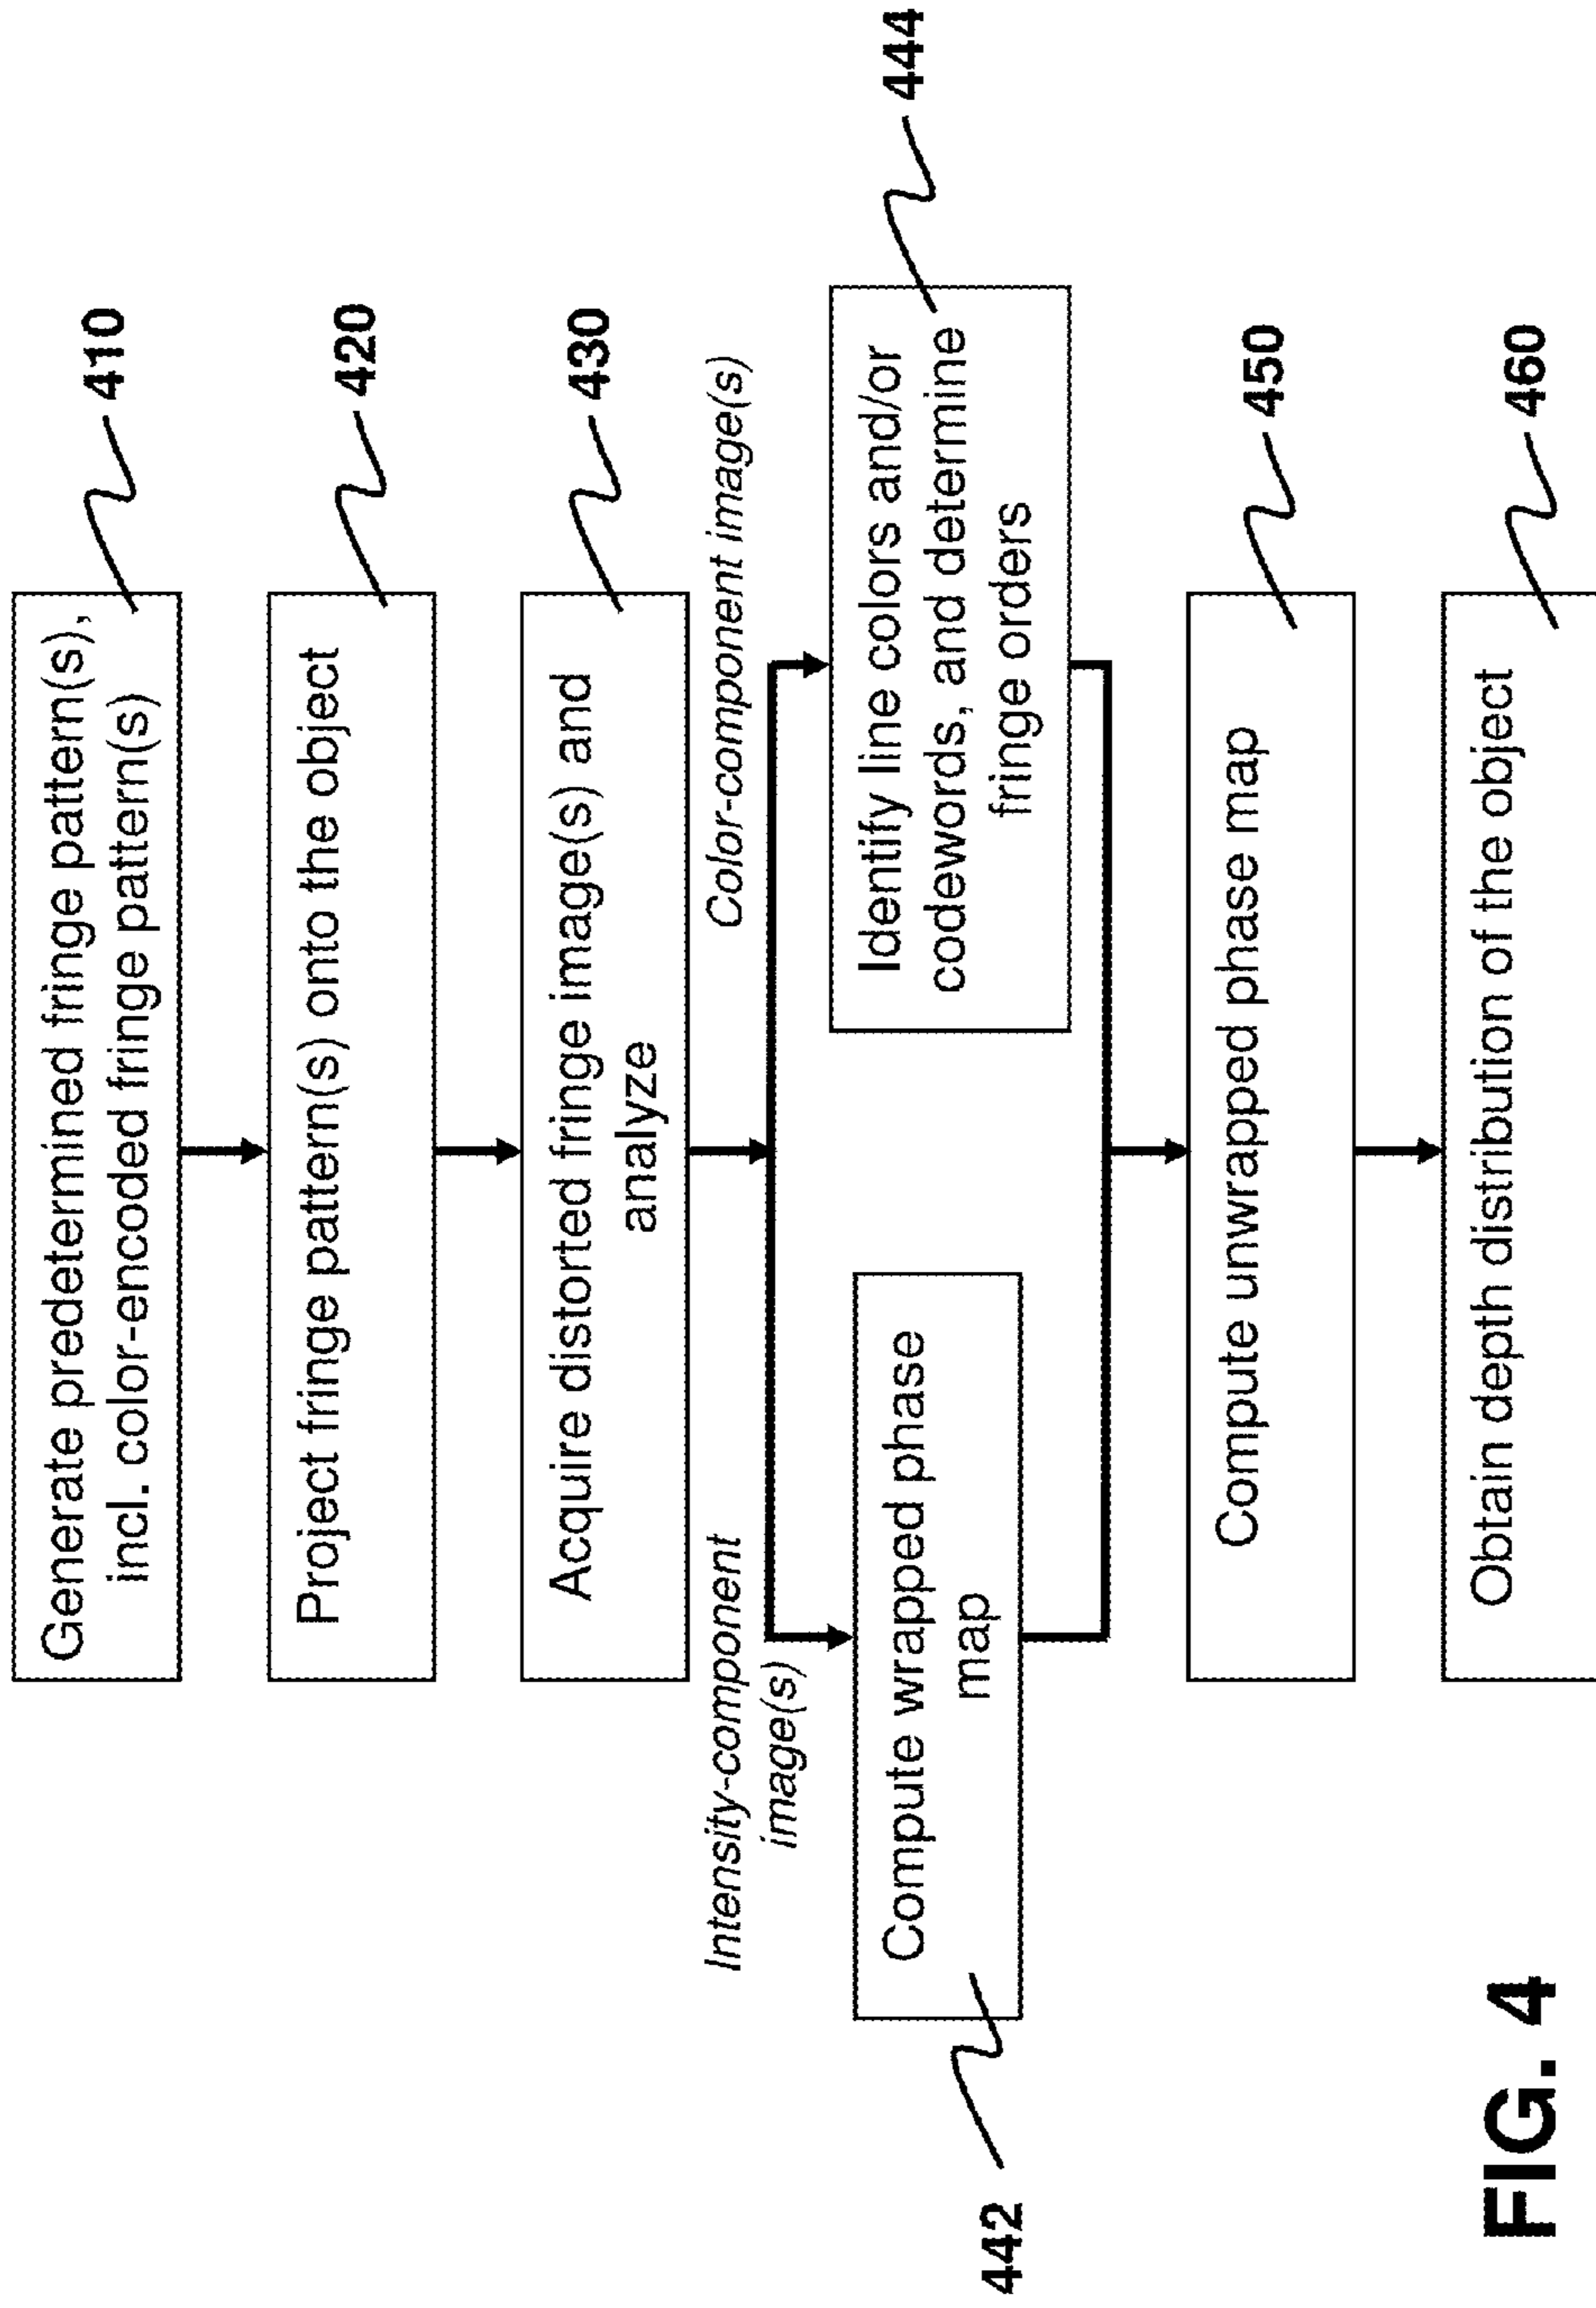 Generate predetermined fringe pattern(s),
incl. color-encoded fringe pattern(s)
410
Project fringe pattern(s) onto the object
420
Acquire distorted fringe image(s) and
analyze
430
Intensity-component
image(s)
Color-component image(s)
Compute wrapped phase
map
442
Identify line colors and/or
codewords, and determine
fringe orders
444
Compute unwrapped phase map
450
Obtain depth distribution of the object
460
FIG. 4